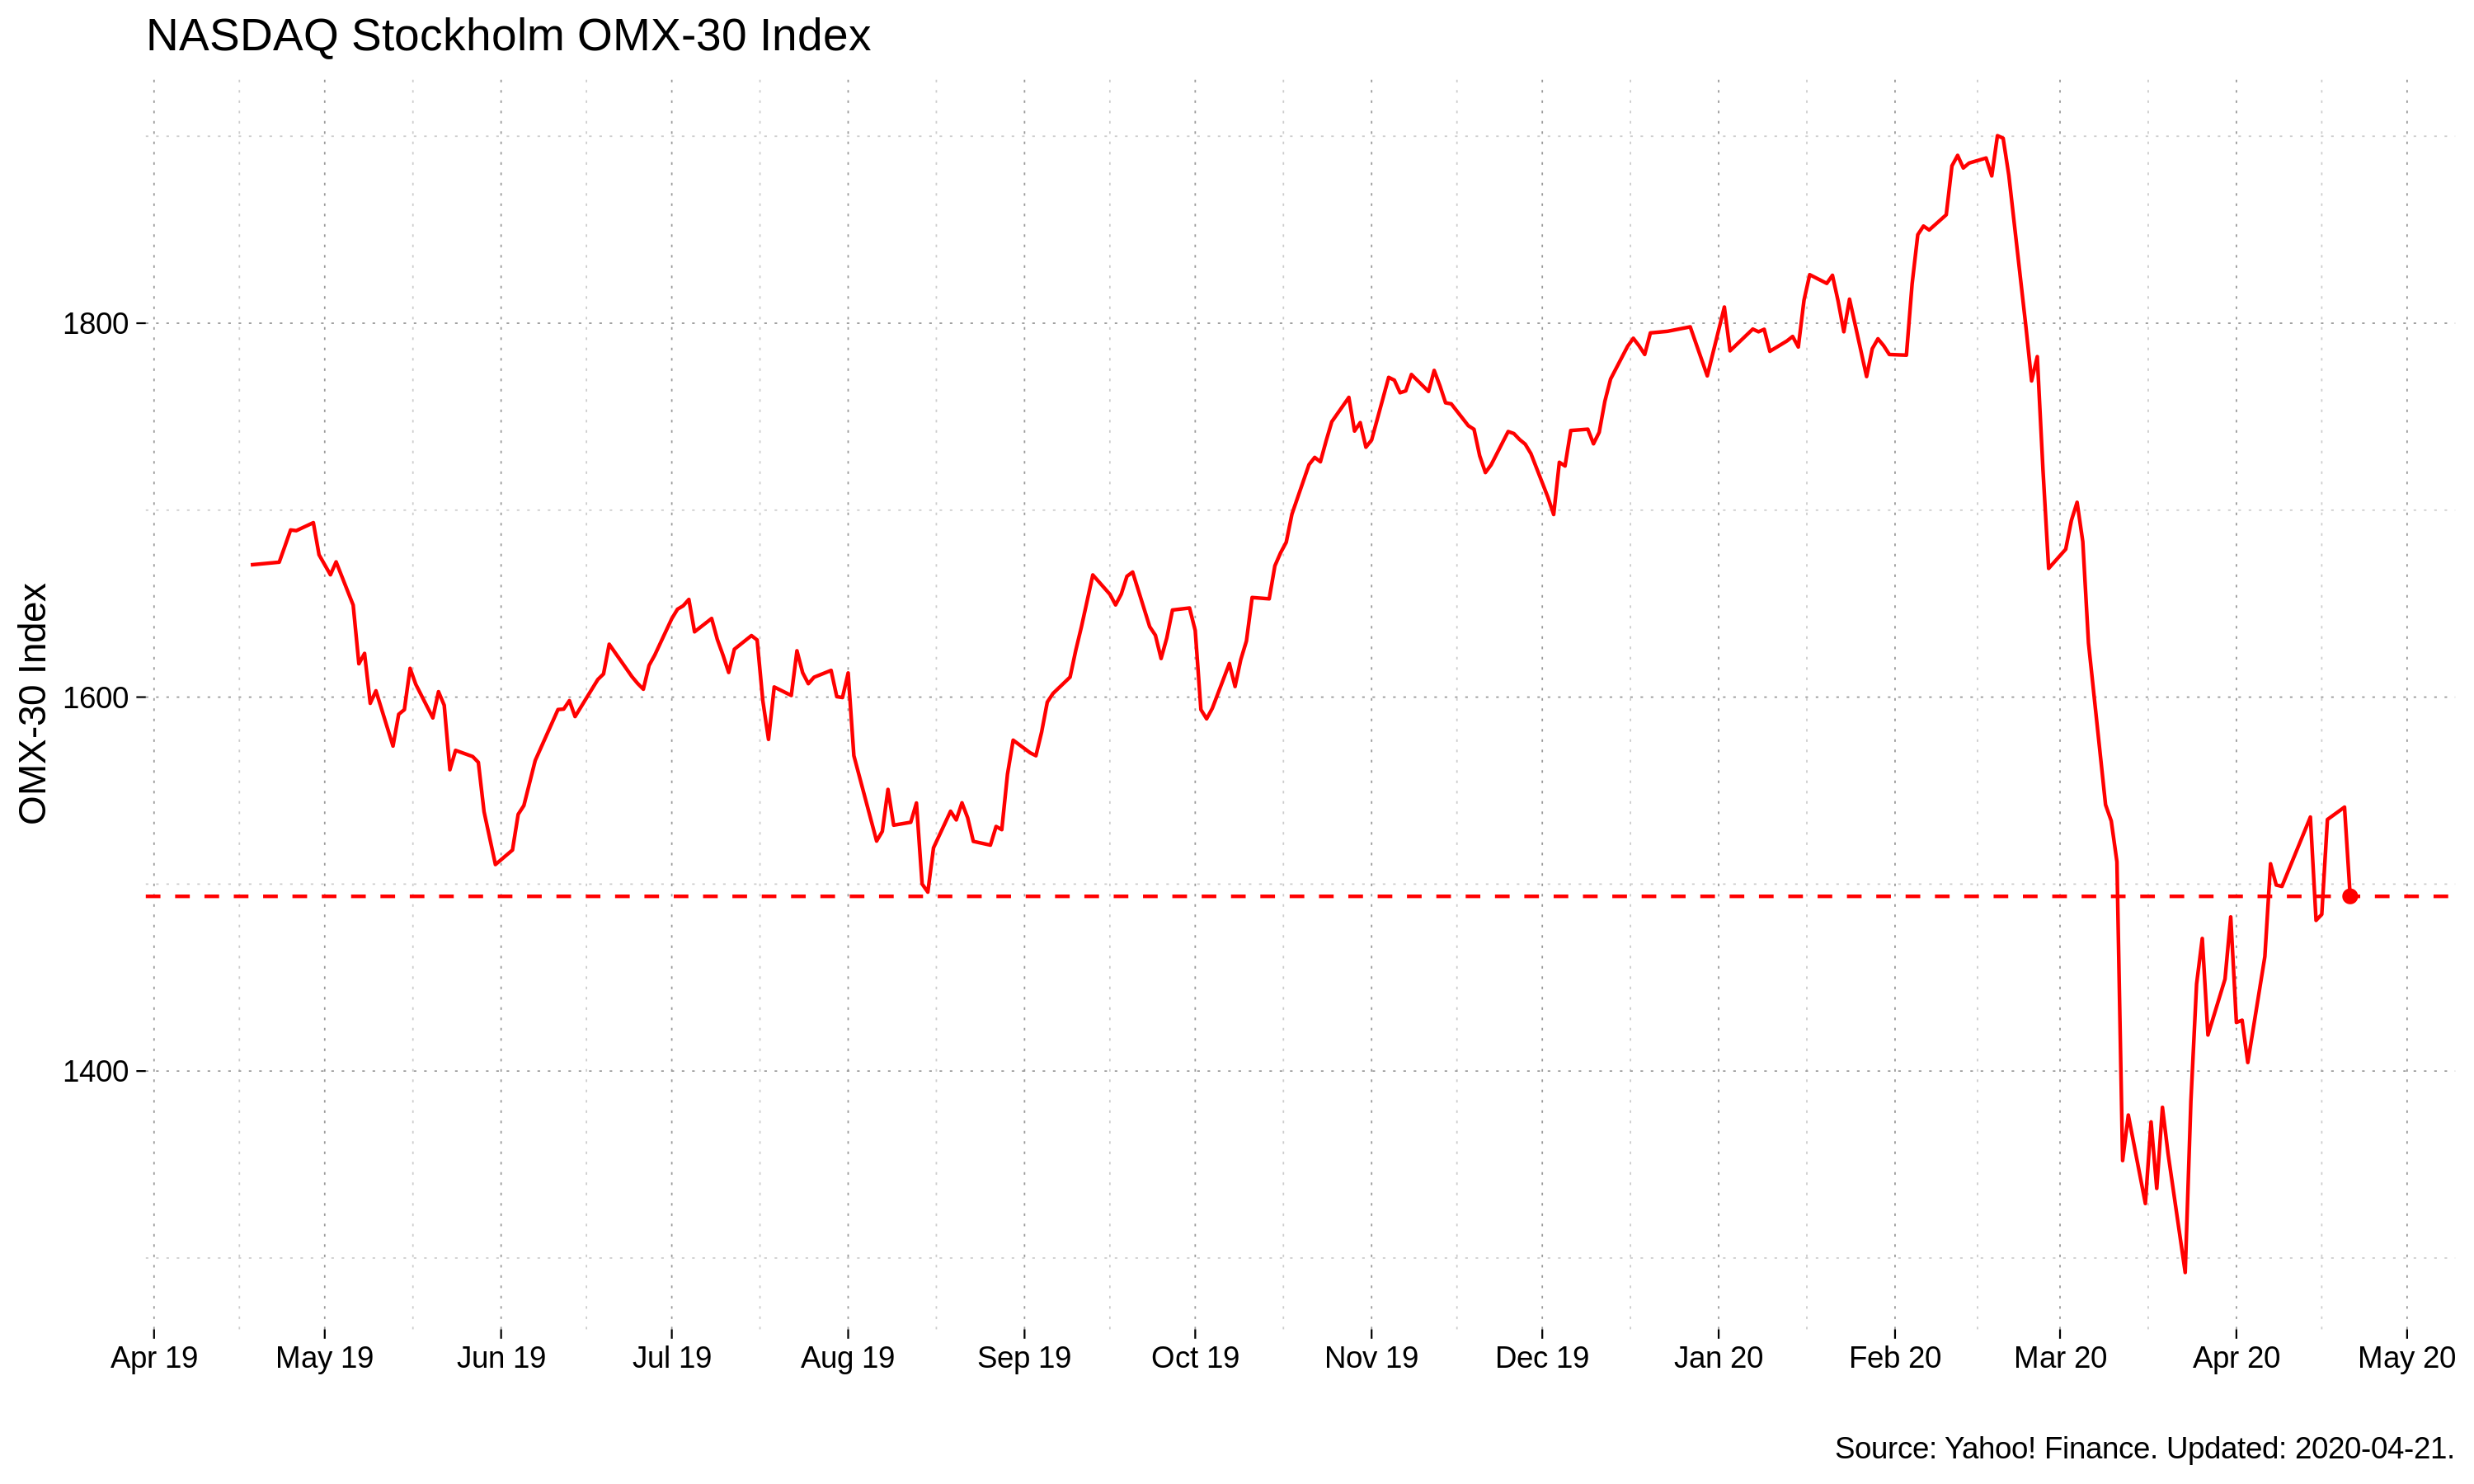 NASDAQ Stockholm OMX-30 Index
OMX-30 Index
1800
1600
1400
Apr 19 May 19 Jun 19 Jul 19 Aug 19 Sep 19 Oct 19 Nov 19 Dec 19 Jan 20 Feb 20 Mar 20 Apr 20 May 20
Source: Yahoo! Finance. Updated: 2020-04-21.